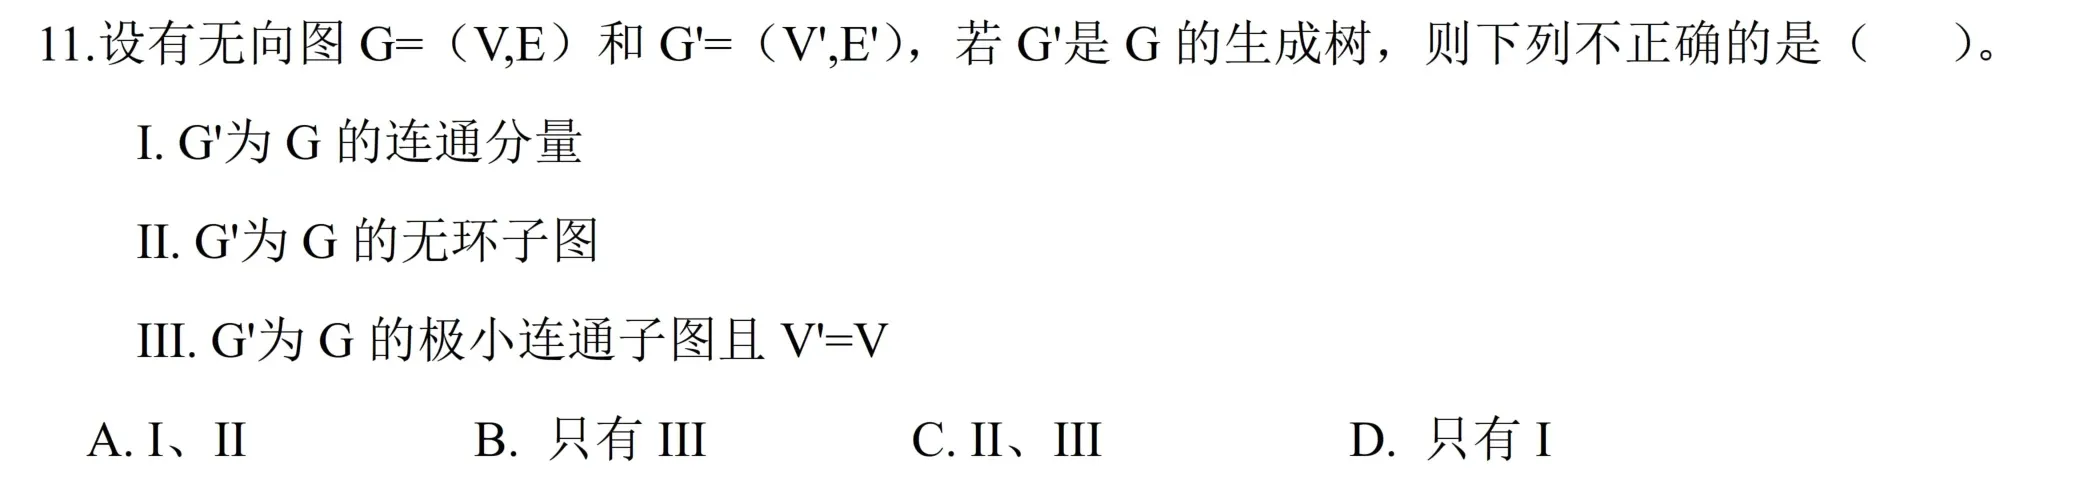 11.设有无向图 G=（V,E）和 G'=（V',E'），若 G'是 G 的生成树，则下列不正确的是（　　）。
I. G'为 G 的连通分量
II. G'为 G 的无环子图
III. G'为 G 的极小连通子图且 V'=V
A. I、II　　B. 只有 III　　C. II、III　　D. 只有 I